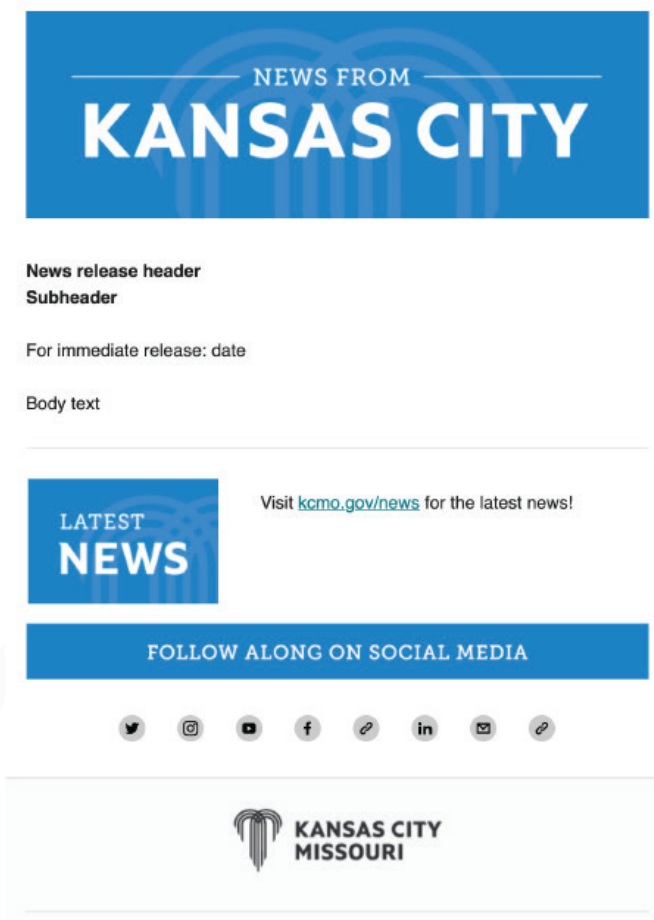 NEWS FROM
KANSAS CITY
News release header
Subheader
For immediate release: date
Body text
LATEST
NEWS
Visit kcmo.gov/news for the latest news!
FOLLOW ALONG ON SOCIAL MEDIA
KANSAS CITY
MISSOURI